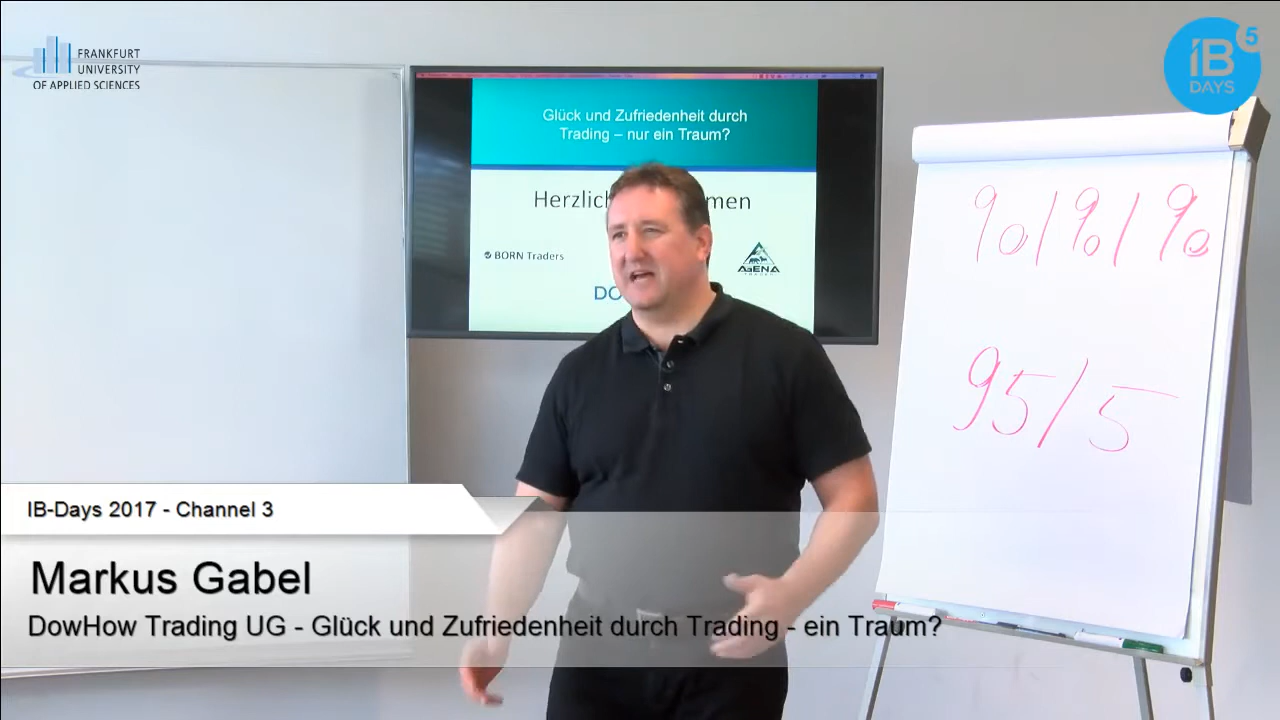 FRANKFURT
UNIVERSITY
OF APPLIED SCIENCES
IB 5
DAYS
Glück und Zufriedenheit durch
Trading – nur ein Traum?
Herzlich men
BORN Traders
DO
90/90/90
95/5
IB-Days 2017 - Channel 3
Markus Gabel
DowHow Trading UG - Glück und Zufriedenheit durch Trading - ein Traum?